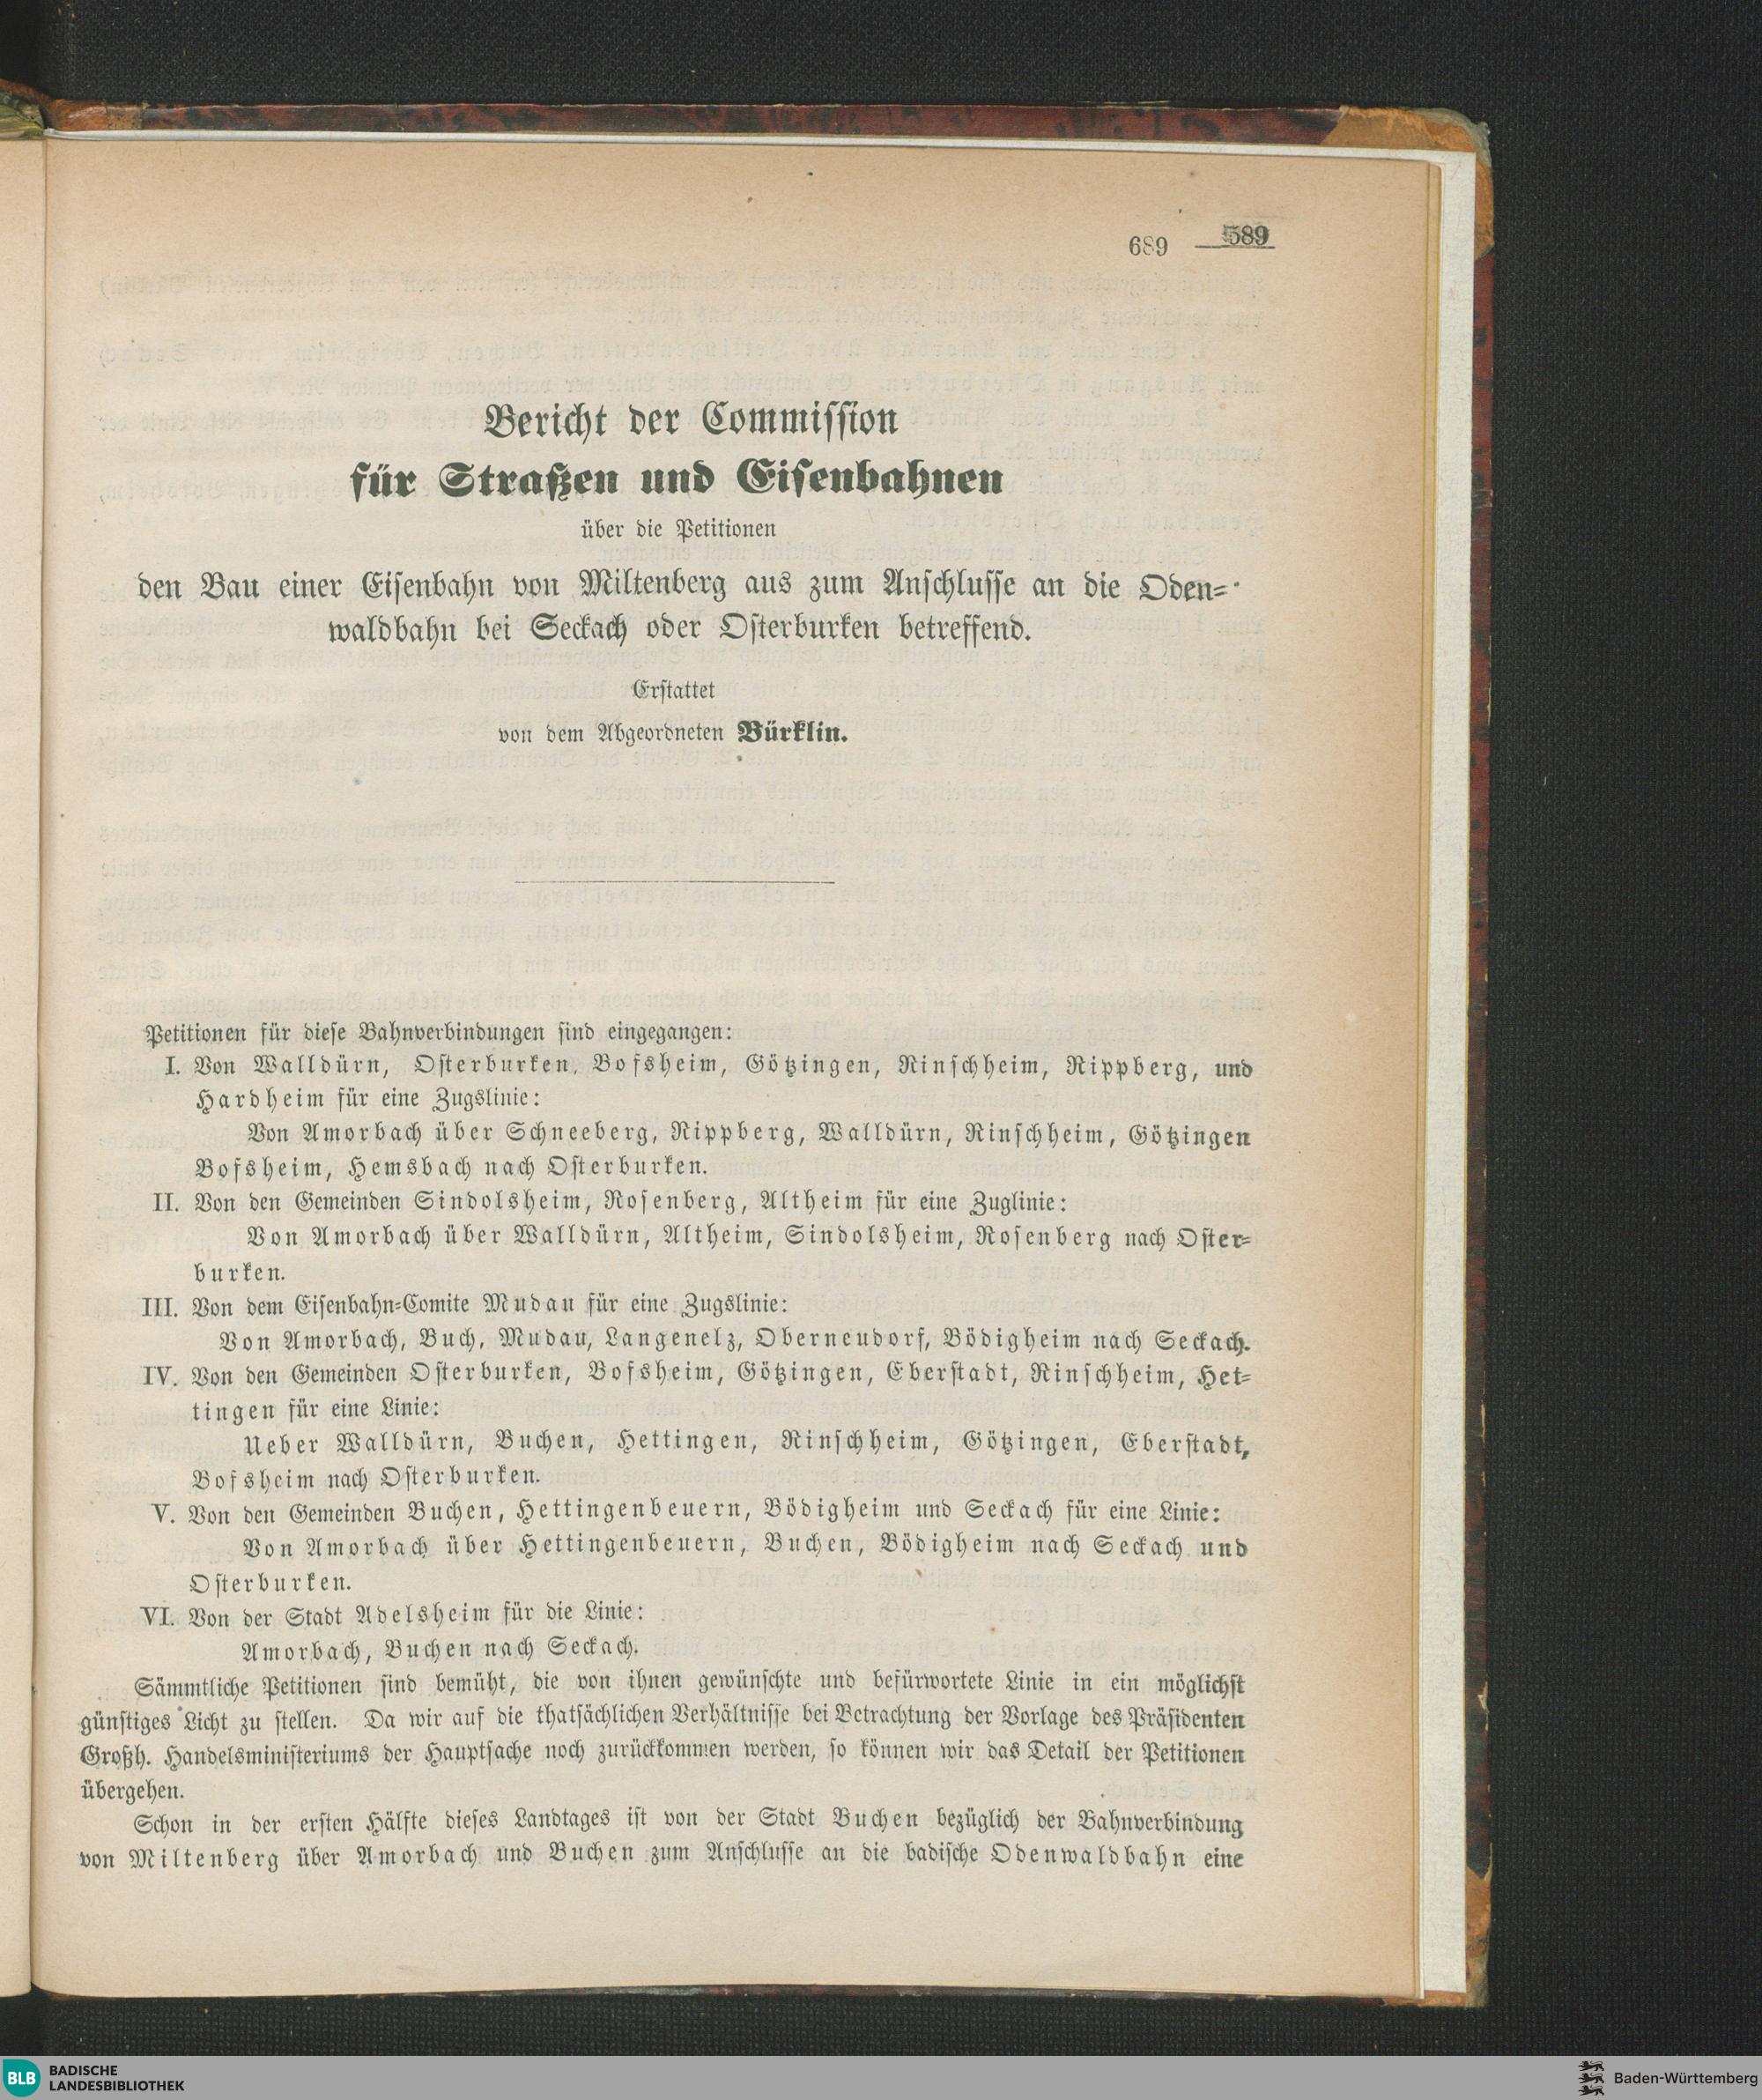 689 589
Bericht der Commission
für Straßen und Eisenbahnen
über die Petitionen
den Bau einer Eisenbahn von Miltenberg aus zum Anschlusse an die Oden-
waldbahn bei Seckach oder Osterburken betreffend.
Erstattet
von dem Abgeordneten Bürklin.
Petitionen für diese Bahnverbindungen sind eingegangen:
I. Von Walldürn, Osterburken, Bofsheim, Götzingen, Rinschheim, Rippberg, und
Hardheim für eine Zugslinie:
Von Amorbach über Schneeberg, Rippberg, Walldürn, Rinschheim, Götzingen
Bofsheim, Hemsbach nach Osterburken.
II. Von den Gemeinden Sindolsheim, Rosenberg, Altheim für eine Zuglinie:
Von Amorbach über Walldürn, Altheim, Sindolsheim, Rosenberg nach Oster-
burken.
III. Von dem Eisenbahn-Comite Mudau für eine Zugslinie:
Von Amorbach, Buch, Mudau, Langenelz, Oberneudorf, Bödigheim nach Seckach.
IV. Von den Gemeinden Osterburken, Bofsheim, Götzingen, Eberstadt, Rinschheim, Het-
tingen für eine Linie:
Ueber Walldürn, Buchen, Hettingen, Rinschheim, Götzingen, Eberstadt,
Bofsheim nach Osterburken.
V. Von den Gemeinden Buchen, Hettingenbeuern, Bödigheim und Seckach für eine Linie:
Von Amorbach über Hettingenbeuern, Buchen, Bödigheim nach Seckach und
Osterburken.
VI. Von der Stadt Adelsheim für die Linie:
Amorbach, Buchen nach Seckach.
Sämmtliche Petitionen sind bemüht, die von ihnen gewünschte und befürwortete Linie in ein möglichst
günstiges Licht zu stellen. Da wir auf die thatsächlichen Verhältnisse bei Betrachtung der Vorlage des Präsidenten
Großh. Handelsministeriums der Hauptsache noch zurückkommen werden, so können wir das Detail der Petitionen
übergehen.
Schon in der ersten Hälfte dieses Landtages ist von der Stadt Buchen bezüglich der Bahnverbindung
von Miltenberg über Amorbach und Buchen zum Anschlusse an die badische Odenwaldbahn eine
BLB BADISCHE
LANDESBIBLIOTHEK
Baden-Württemberg